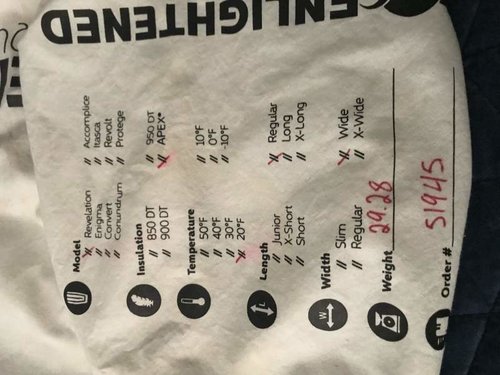 ENLIGHTENED
Model
// Revelation // Accomplice
// Enigma // Itasca
// Convert // Revolt
// Conundrum // Protege
Insulation
// 850 DT // 950 DT
// 900 DT // APEX*
Temperature
// 50°F // 10°F
// 40°F // 0°F
// 30°F // -10°F
// 20°F
Length
// Junior // Regular
// X-Short // Long
// Short // X-Long
Width
// Slim // Wide
// Regular // X-Wide
W
L
Weight 29.28
Order # 51945